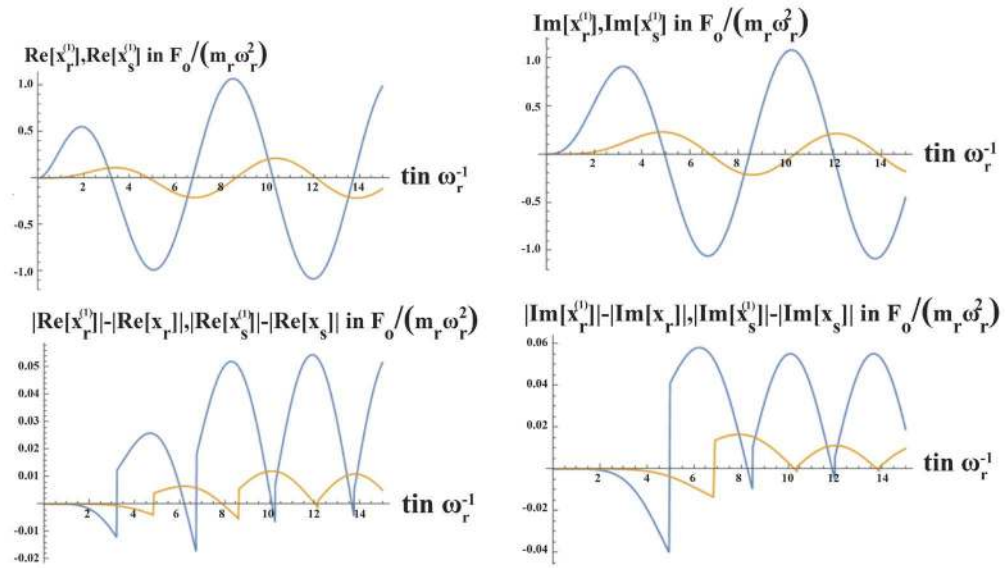 Re[x_r^(1)],Re[x_s^(1)] in F_o/(m_r ω_r^2)
1.0
0.5
-0.5
-1.0
2 4 6 8 10 12 14
tin ω_r^-1
Im[x_r^(1)],Im[x_s^(1)] in F_o/(m_r ω_r^2)
1.0
0.5
0.5
-1.0
2 4 6 8 10 12 14
tin ω_r^-1
|Re[x_r^(1)]|-|Re[x_r]|,|Re[x_s^(1)]|-|Re[x_s]| in F_o/(m_r ω_r^2)
0.05
0.04
0.03
0.02
0.01
-0.01
-0.02
2 4 6 8 10 12 14
tin ω_r^-1
|Im[x_r^(1)]|-|Im[x_r]|,|Im[x_s^(1)]|-|Im[x_s]| in F_o/(m_r ω_r^2)
0.06
0.04
0.02
-0.02
-0.04
2 4 6 8 10 12 14
tin ω_r^-1